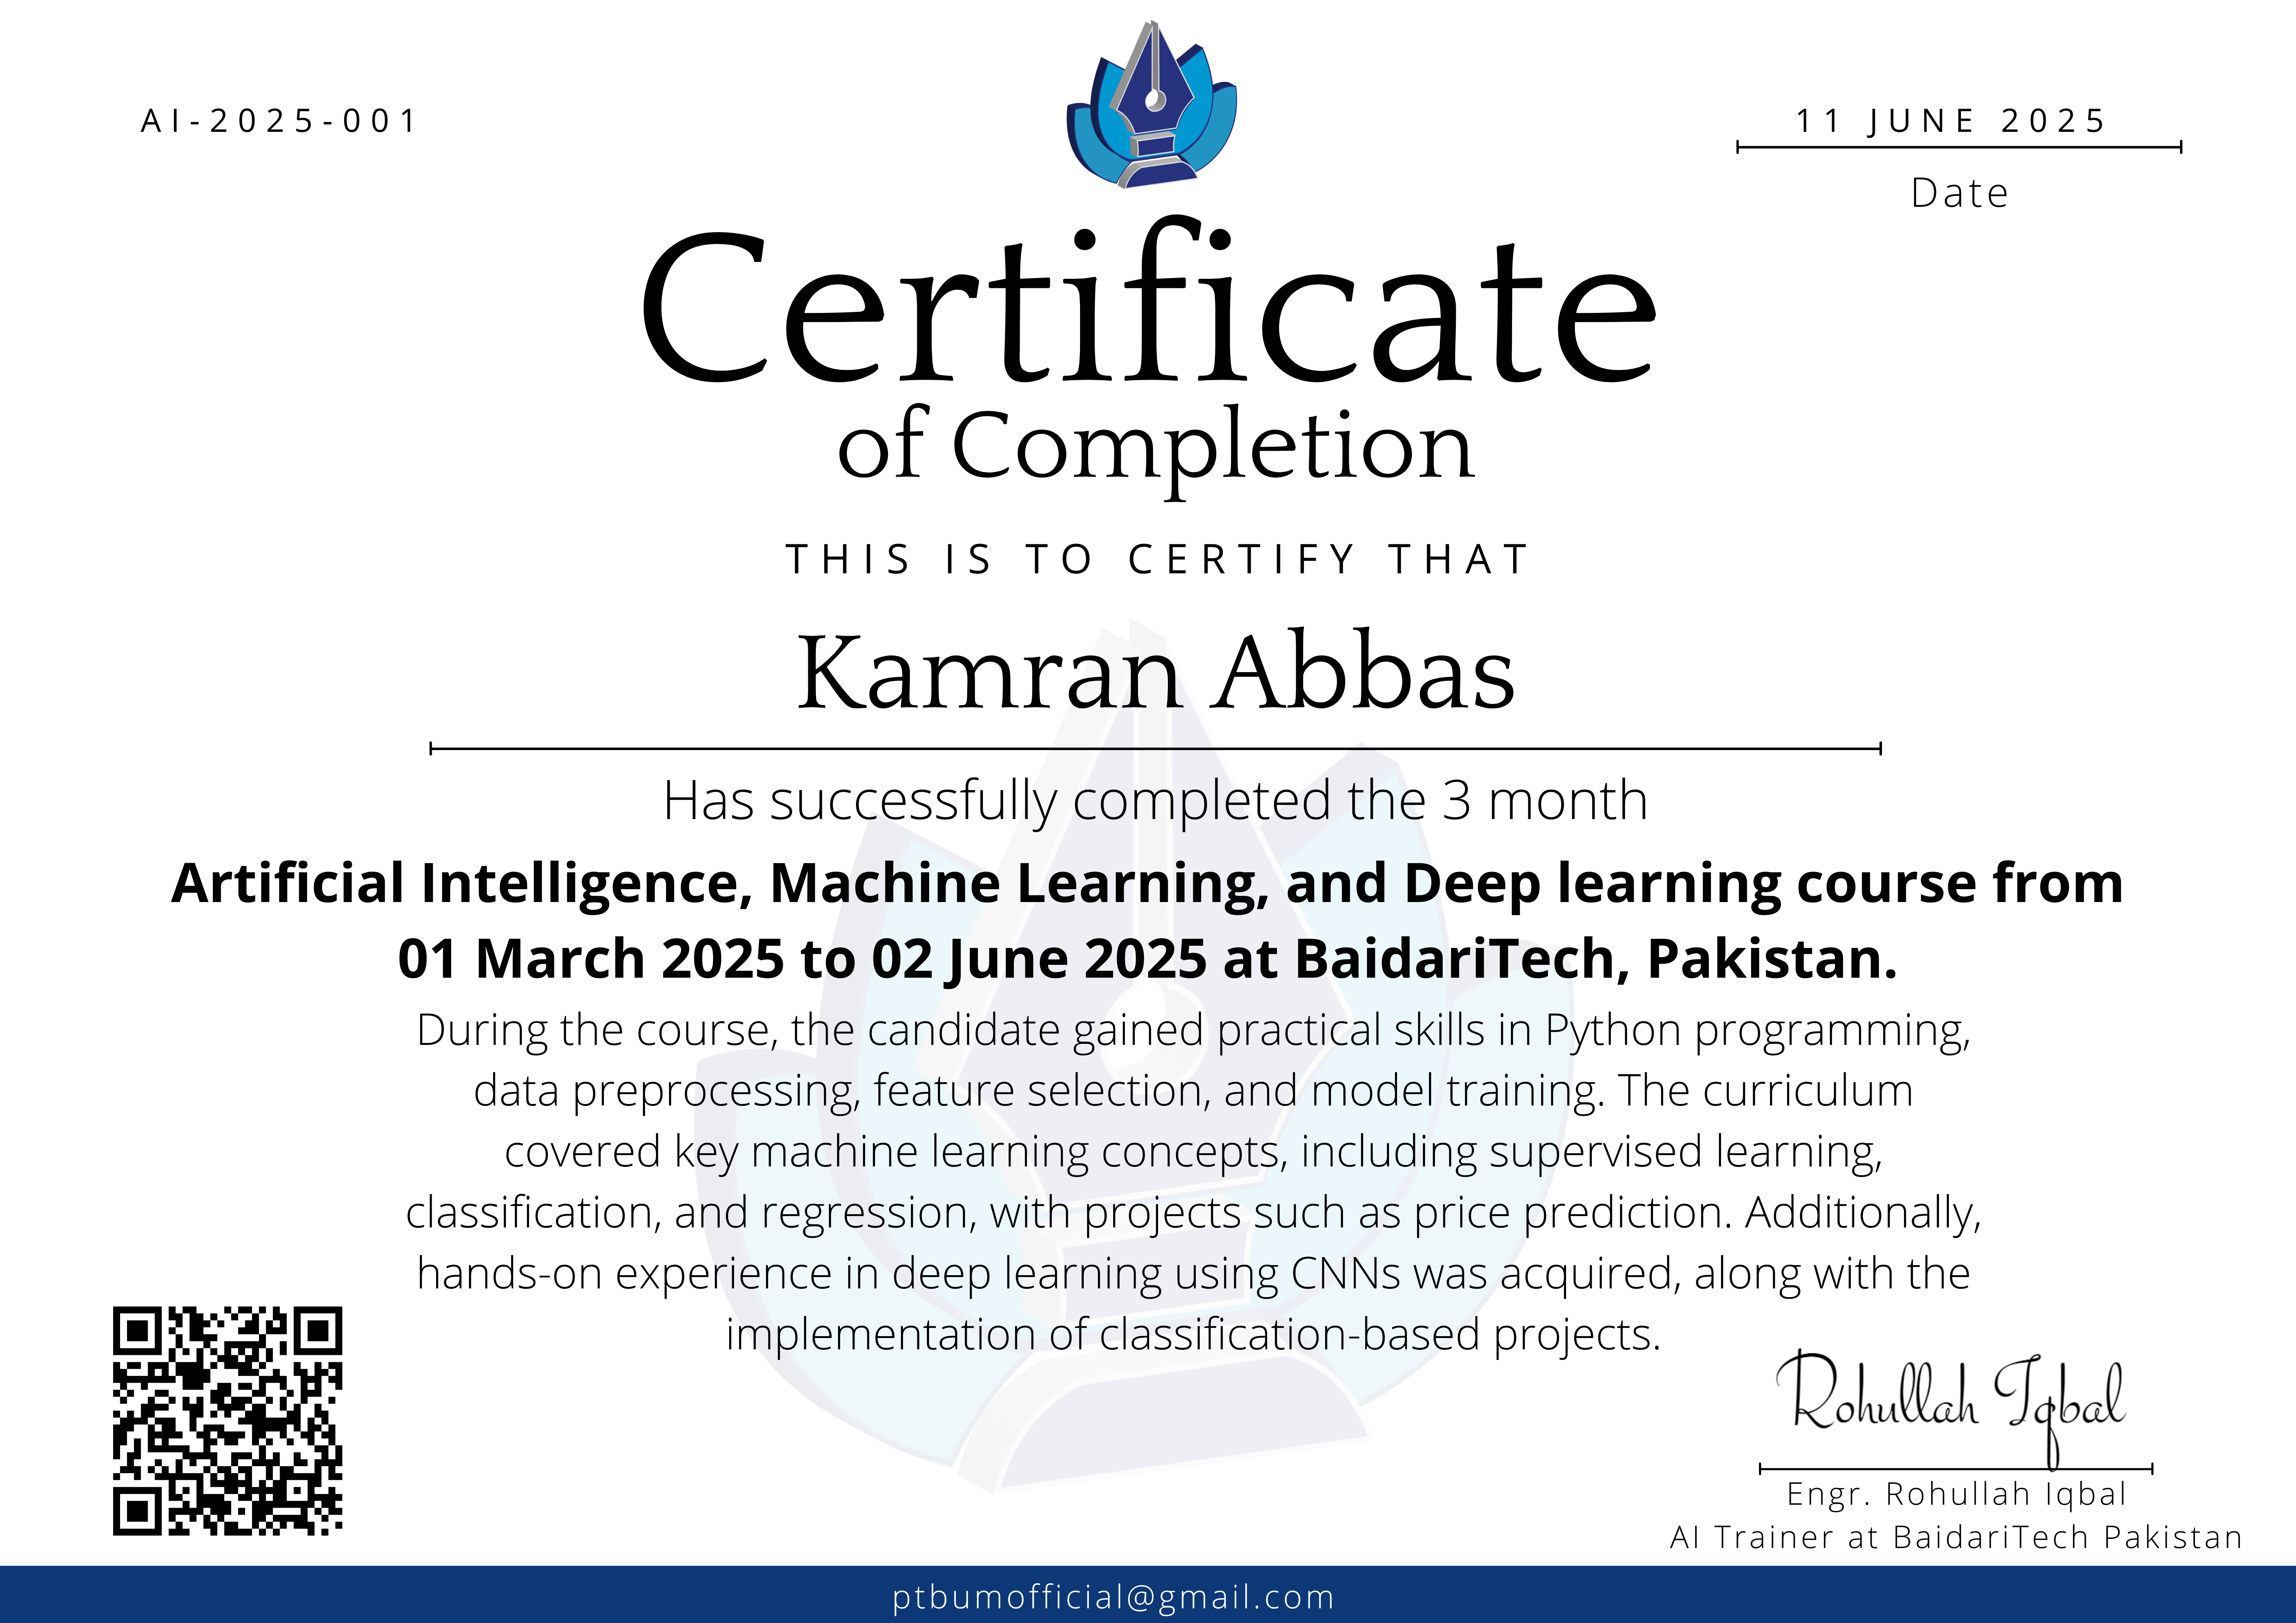 AI-2025-001
11 JUNE 2025
Date
Certificate
of Completion
THIS IS TO CERTIFY THAT
Kamran Abbas
Has successfully completed the 3 month
Artificial Intelligence, Machine Learning, and Deep learning course from
01 March 2025 to 02 June 2025 at BaidariTech, Pakistan.
During the course, the candidate gained practical skills in Python programming,
data preprocessing, feature selection, and model training. The curriculum
covered key machine learning concepts, including supervised learning,
classification, and regression, with projects such as price prediction. Additionally,
hands-on experience in deep learning using CNNs was acquired, along with the
implementation of classification-based projects.
Rohullah Iqbal
Engr. Rohullah Iqbal
AI Trainer at BaidariTech Pakistan
ptbumofficial@gmail.com